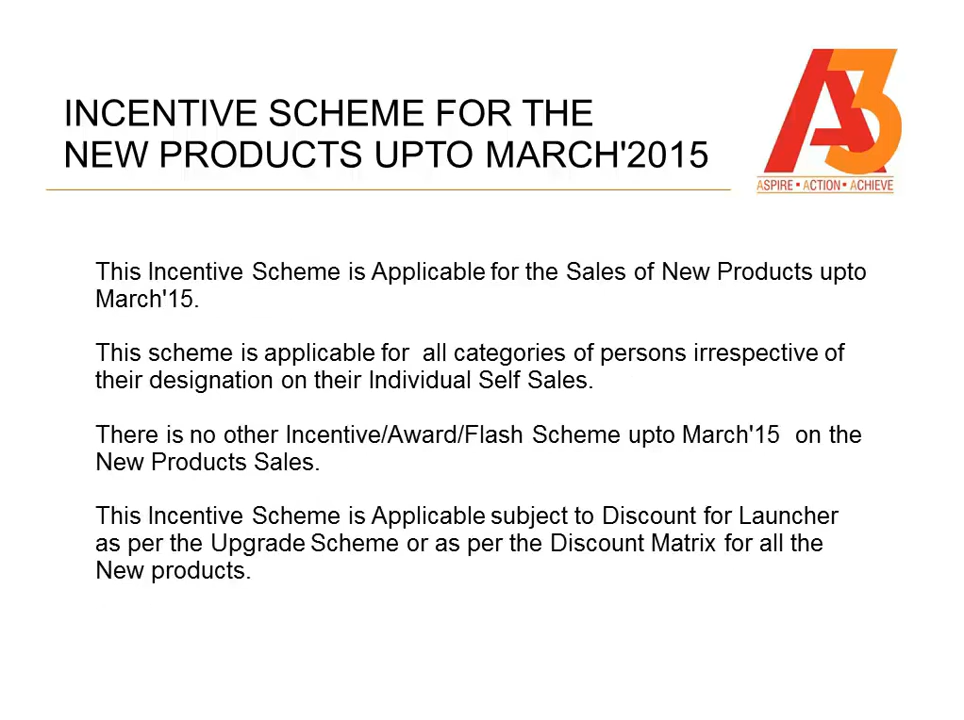 INCENTIVE SCHEME FOR THE
NEW PRODUCTS UPTO MARCH'2015
A3
ASPIRE • ACTION • ACHIEVE
This Incentive Scheme is Applicable for the Sales of New Products upto
March'15.
This scheme is applicable for  all categories of persons irrespective of
their designation on their Individual Self Sales.
There is no other Incentive/Award/Flash Scheme upto March'15  on the
New Products Sales.
This Incentive Scheme is Applicable subject to Discount for Launcher
as per the Upgrade Scheme or as per the Discount Matrix for all the
New products.